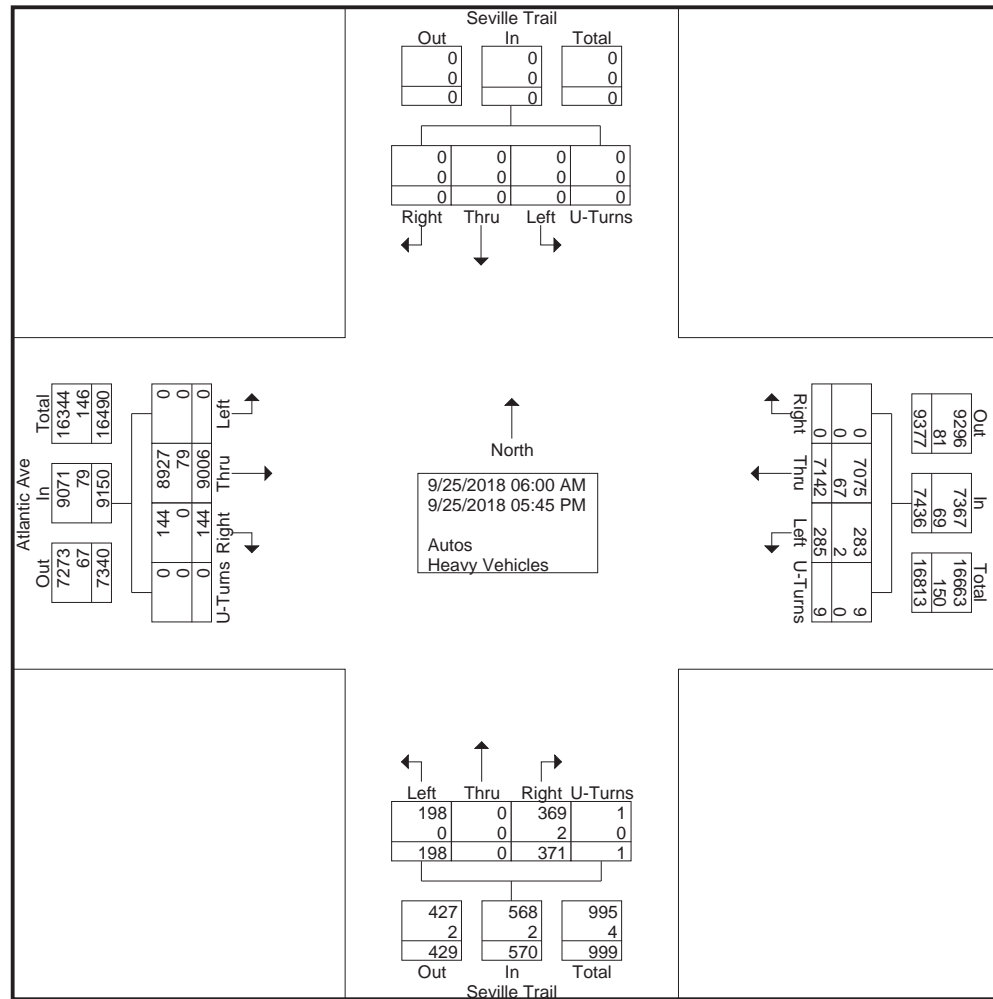 Seville Trail
Out In Total
0 0 0
0 0 0
0 0 0
0 0 0 0
0 0 0 0
0 0 0 0
Right Thru Left U-Turns
Atlantic Ave
Total In Out
16344 9071 7273
146 79 67
16490 9150 7340
0 8927 144 0
0 79 0 0
0 9006 144 0
Left Thru Right U-Turns
North
9/25/2018 06:00 AM
9/25/2018 05:45 PM
Autos
Heavy Vehicles
Right Thru Left U-Turns
0 7075 283 9
0 67 2 0
0 7142 285 9
Out In Total
9296 7367 16663
81 69 150
9377 7436 16813
Left Thru Right U-Turns
198 0 369 1
0 0 2 0
198 0 371 1
427 568 995
2 2 4
429 570 999
Out In Total
Seville Trail